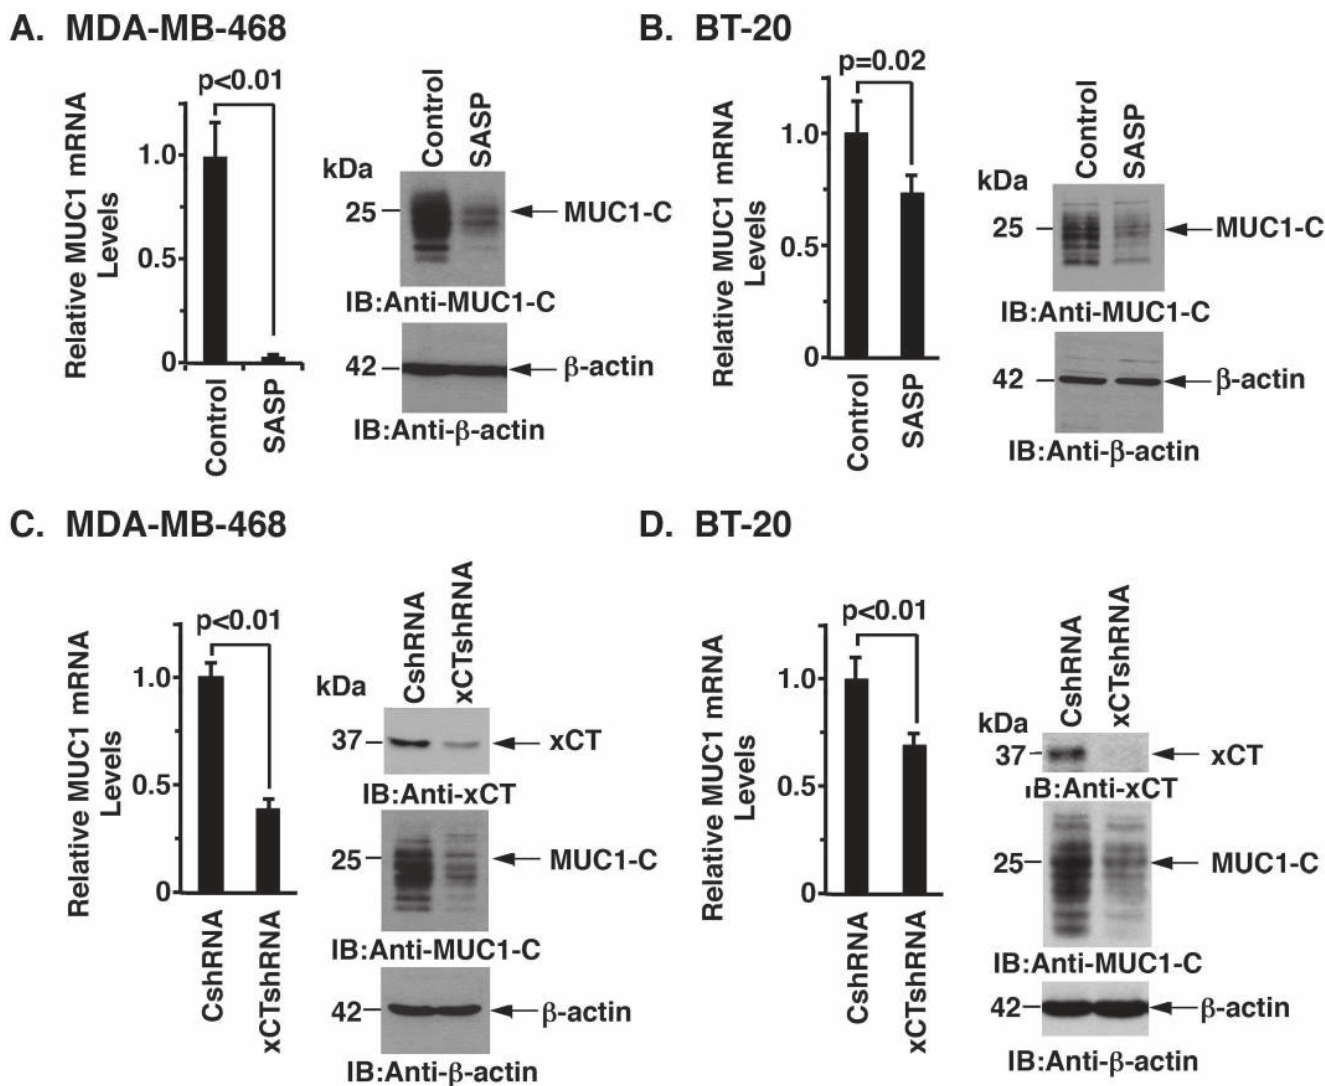 A. MDA-MB-468
Relative MUC1 mRNA
Levels
p<0.01
1.0
0.5
0
Control
SASP
kDa
Control
SASP
25
MUC1-C
IB:Anti-MUC1-C
42
β-actin
IB:Anti-β-actin
B. BT-20
Relative MUC1 mRNA
Levels
p=0.02
1.0
0.5
0
Control
SASP
kDa
Control
SASP
25
MUC1-C
IB:Anti-MUC1-C
42
β-actin
IB:Anti-β-actin
C. MDA-MB-468
Relative MUC1 mRNA
Levels
p<0.01
1.0
0.5
0
CshRNA
xCTshRNA
kDa
CshRNA
xCTshRNA
37
xCT
IB:Anti-xCT
25
MUC1-C
IB:Anti-MUC1-C
42
β-actin
IB:Anti-β-actin
D. BT-20
Relative MUC1 mRNA
Levels
p<0.01
1.0
0.5
0
CshRNA
xCTshRNA
kDa
CshRNA
xCTshRNA
37
xCT
IB:Anti-xCT
25
MUC1-C
IB:Anti-MUC1-C
42
β-actin
IB:Anti-β-actin